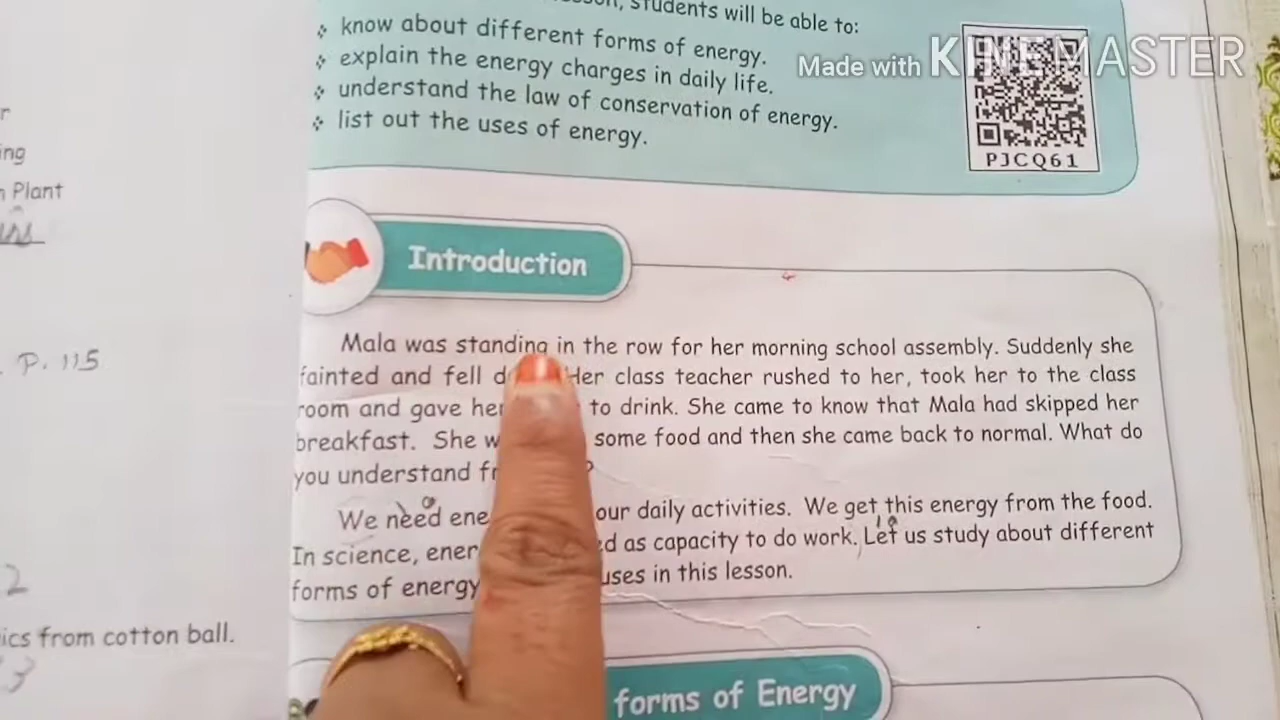 students will be able to:
know about different forms of energy.
explain the energy charges in daily life.
understand the law of conservation of energy.
list out the uses of energy.
Made with KINEMASTER
PJCQ61
r
ing
Plant
P. 115
2
ics from cotton ball.
3
Introduction
Mala was standing in the row for her morning school assembly. Suddenly she
fainted and fell Her class teacher rushed to her, took her to the class
room and gave her to drink. She came to know that Mala had skipped her
breakfast. She some food and then she came back to normal. What do
you understand ?
We need our daily activities. We get this energy from the food.
In science, as capacity to do work. Let us study about different
forms of energy uses in this lesson.
forms of Energy